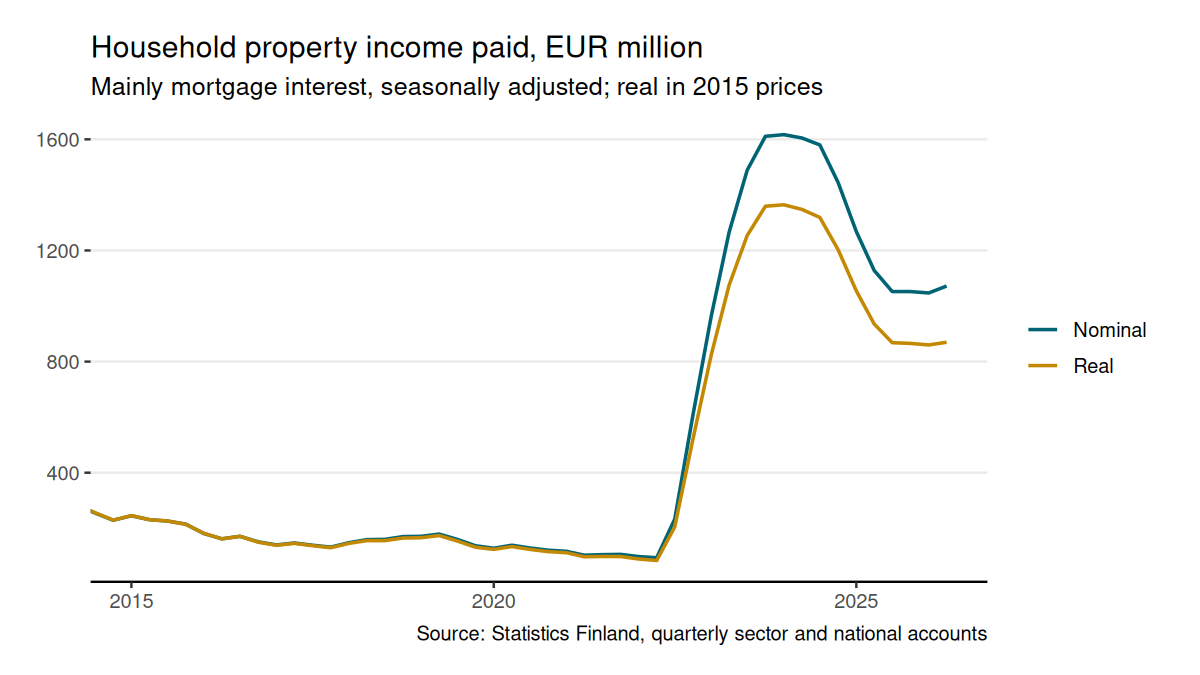 Household property income paid, EUR million
Mainly mortgage interest, seasonally adjusted; real in 2015 prices
1600
1200
800
400
Nominal
Real
2015 2020 2025
Source: Statistics Finland, quarterly sector and national accounts